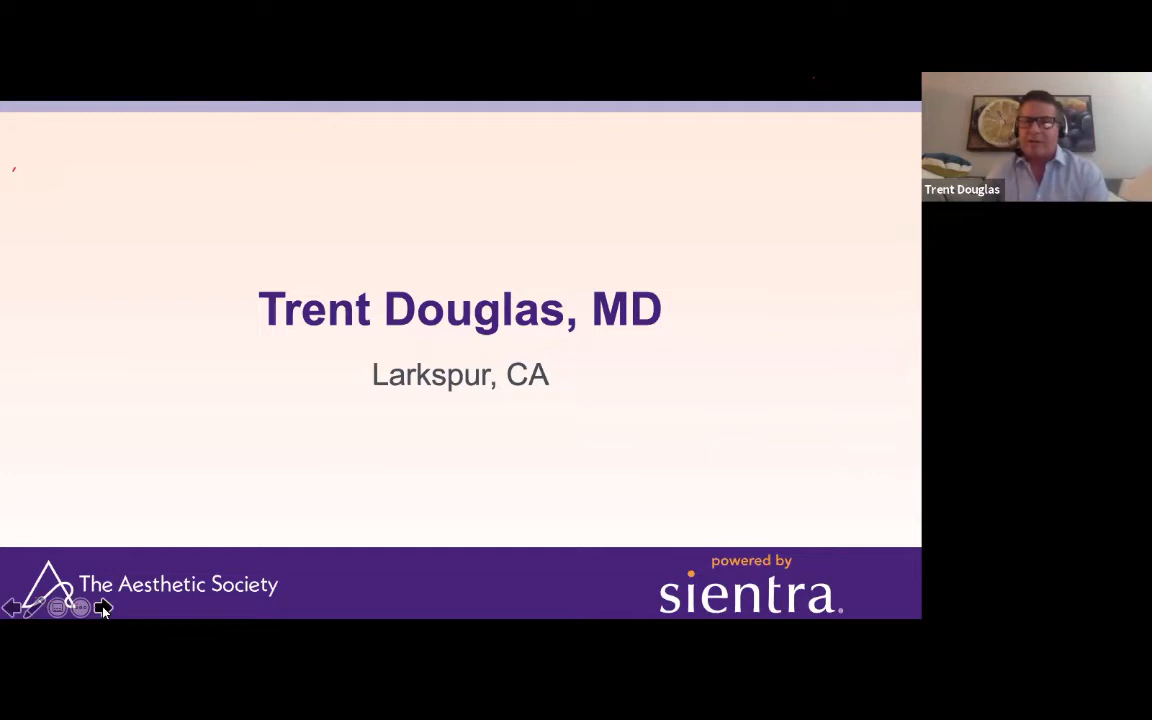 Trent Douglas
Trent Douglas, MD
Larkspur, CA
The Aesthetic Society
powered by
sientra